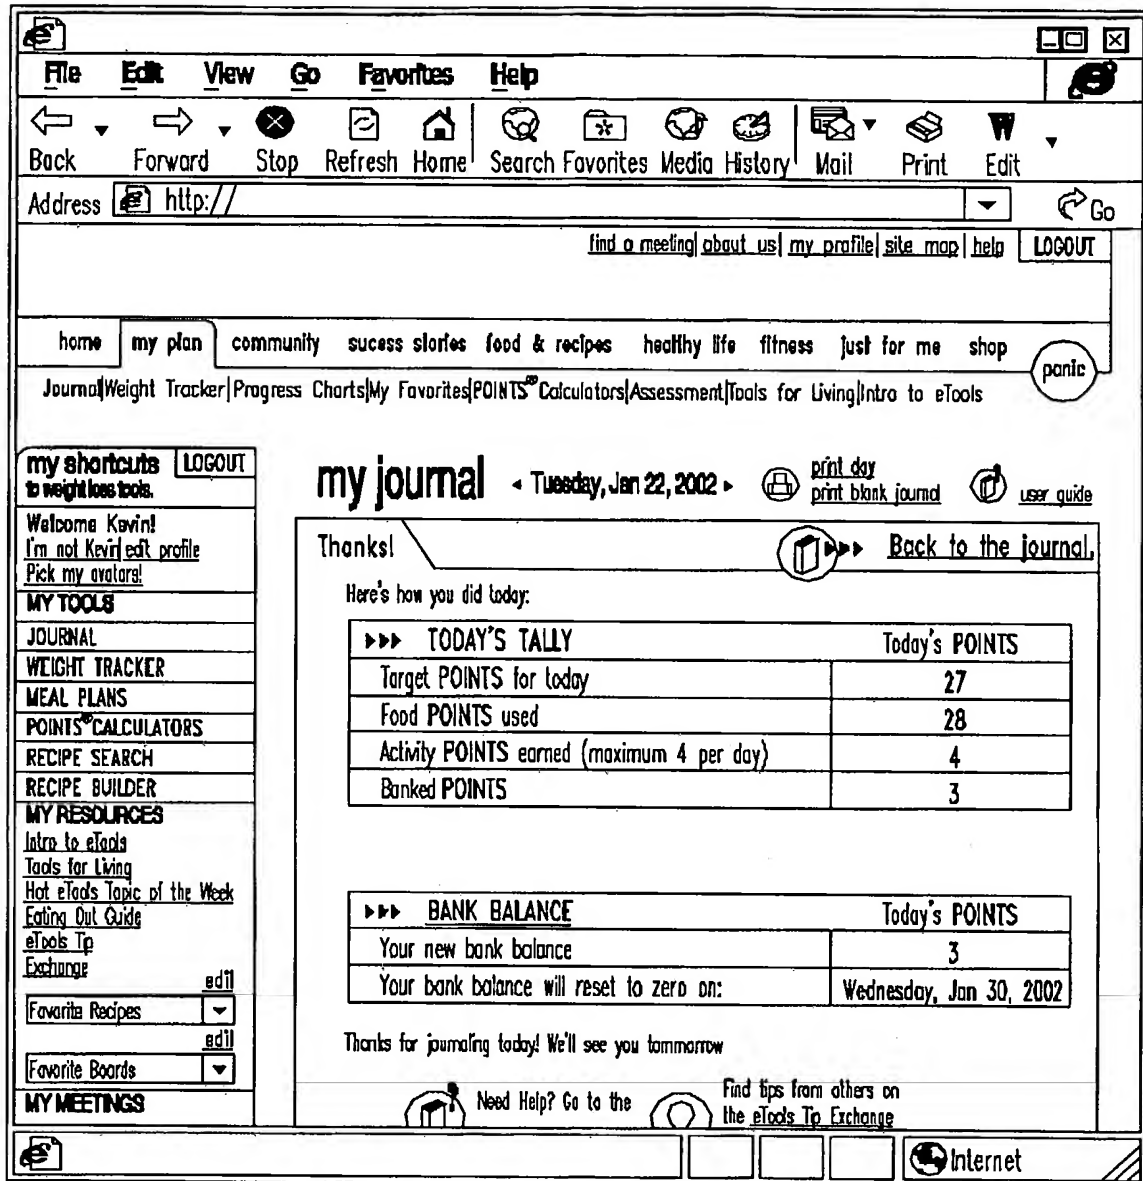 File Edit View Go Favorites Help
Back Forward Stop Refresh Home Search Favorites Media History Mail Print Edit
Address http:// Go
find a meeting| about us| my profile| site map| help LOGOUT
home my plan community sucess stories food & recipes healthy life fitness just for me shop
panic
Journal|Weight Tracker|Progress Charts|My Favorites|POINTS® Calculators|Assessment|Tools for Living|Intro to eTools
my shortcuts LOGOUT
to weight loss tools.
my journal ◂ Tuesday, Jan 22, 2002 ▸
print day
print blank journal
user guide
Welcome Kevin!
I'm not Kevin|edit profile
Pick my avatars!
MY TOOLS
JOURNAL
WEIGHT TRACKER
MEAL PLANS
POINTS® CALCULATORS
RECIPE SEARCH
RECIPE BUILDER
MY RESOURCES
Intro to eTools
Tools for Living
Hot eTools Topic of the Week
Eating Out Guide
eTools Tip
Exchange
edit
Favorite Recipes
edit
Favorite Boards
MY MEETINGS
Thanks! ▸▸▸ Back to the journal.
Here's how you did today:
▸▸▸ TODAY'S TALLY Today's POINTS
Target POINTS for today 27
Food POINTS used 28
Activity POINTS earned (maximum 4 per day) 4
Banked POINTS 3
▸▸▸ BANK BALANCE Today's POINTS
Your new bank balance 3
Your bank balance will reset to zero on: Wednesday, Jan 30, 2002
Thanks for journaling today! We'll see you tommorrow
Need Help? Go to the
Find tips from others on
the eTools Tip Exchange
Internet